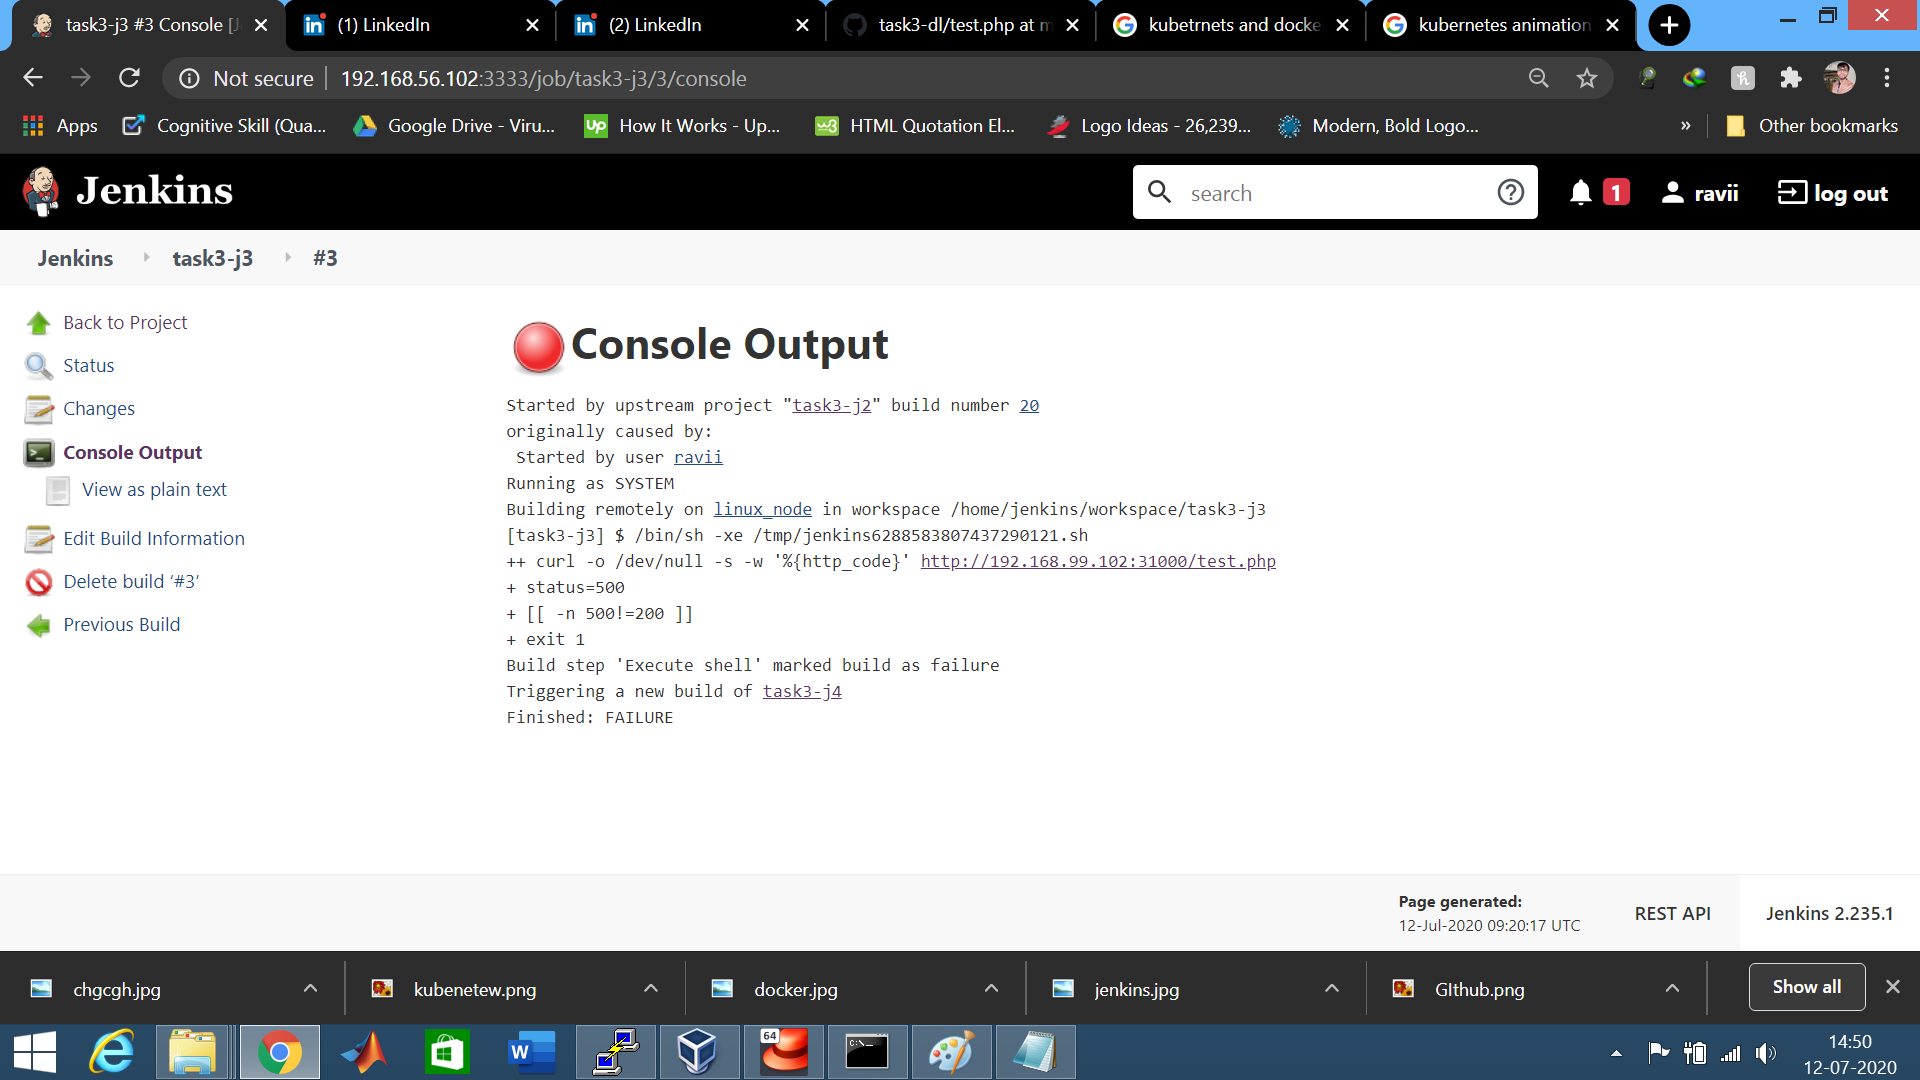 task3-j3 #3 Console [J
(1) LinkedIn
(2) LinkedIn
task3-dl/test.php at m
kubetrnets and docke
kubernetes animation
Not secure
192.168.56.102:3333/job/task3-j3/3/console
Apps
Cognitive Skill (Qua...
Google Drive - Viru...
Up
How It Works - Up...
w3
HTML Quotation El...
Logo Ideas - 26,239...
Modern, Bold Logo...
»
Other bookmarks
Jenkins
search
1
ravii
log out
Jenkins
task3-j3
#3
Back to Project
Status
Changes
Console Output
View as plain text
Edit Build Information
Delete build ‘#3’
Previous Build
Console Output
Started by upstream project "task3-j2" build number 20
originally caused by:
Started by user ravii
Running as SYSTEM
Building remotely on linux_node in workspace /home/jenkins/workspace/task3-j3
[task3-j3] $ /bin/sh -xe /tmp/jenkins6288583807437290121.sh
++ curl -o /dev/null -s -w '%{http_code}' http://192.168.99.102:31000/test.php
+ status=500
+ [[ -n 500!=200 ]]
+ exit 1
Build step 'Execute shell' marked build as failure
Triggering a new build of task3-j4
Finished: FAILURE
Page generated:
12-Jul-2020 09:20:17 UTC
REST API
Jenkins 2.235.1
chgcgh.jpg
kubenetew.png
docker.jpg
jenkins.jpg
GIthub.png
Show all
64
14:50
12-07-2020